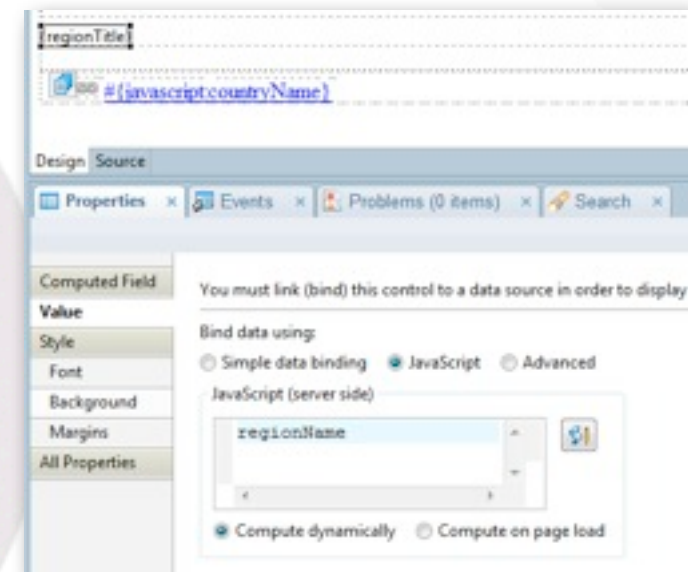 regionTitle
#{javascript:countryName}
Design Source
Properties Events Problems (0 items) Search
Computed Field
You must link (bind) this control to a data source in order to display
Value
Bind data using:
Style
Simple data binding JavaScript Advanced
Font
JavaScript (server side)
Background
regionName
Margins
All Properties
Compute dynamically Compute on page load